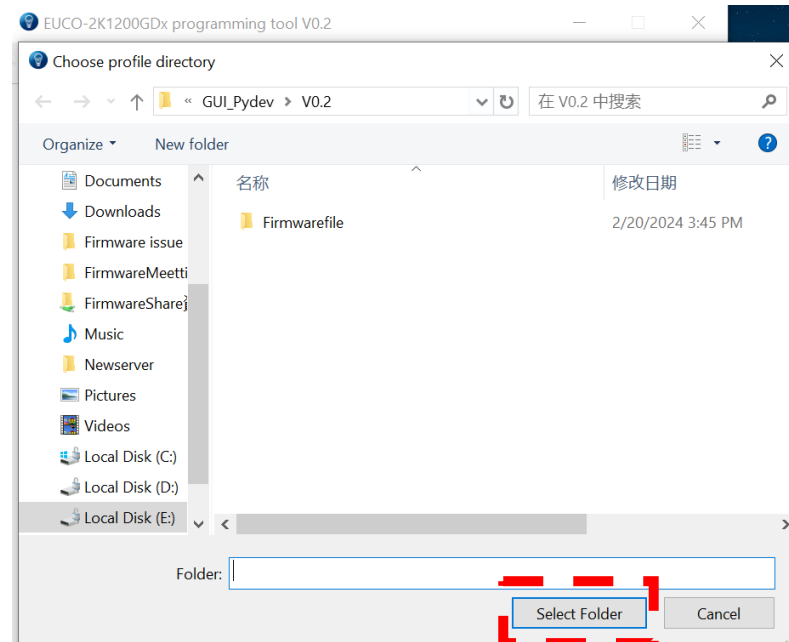 EUCO-2K1200GDx programming tool V0.2
Choose profile directory
« GUI_Pydev > V0.2
在 V0.2 中搜索
Organize
New folder
?
名称
修改日期
Documents
Downloads
Firmwarefile
2/20/2024 3:45 PM
Firmware issue
FirmwareMeetti
FirmwareShare
Music
Newserver
Pictures
Videos
Local Disk (C:)
Local Disk (D:)
Local Disk (E:)
Folder:
Select Folder
Cancel